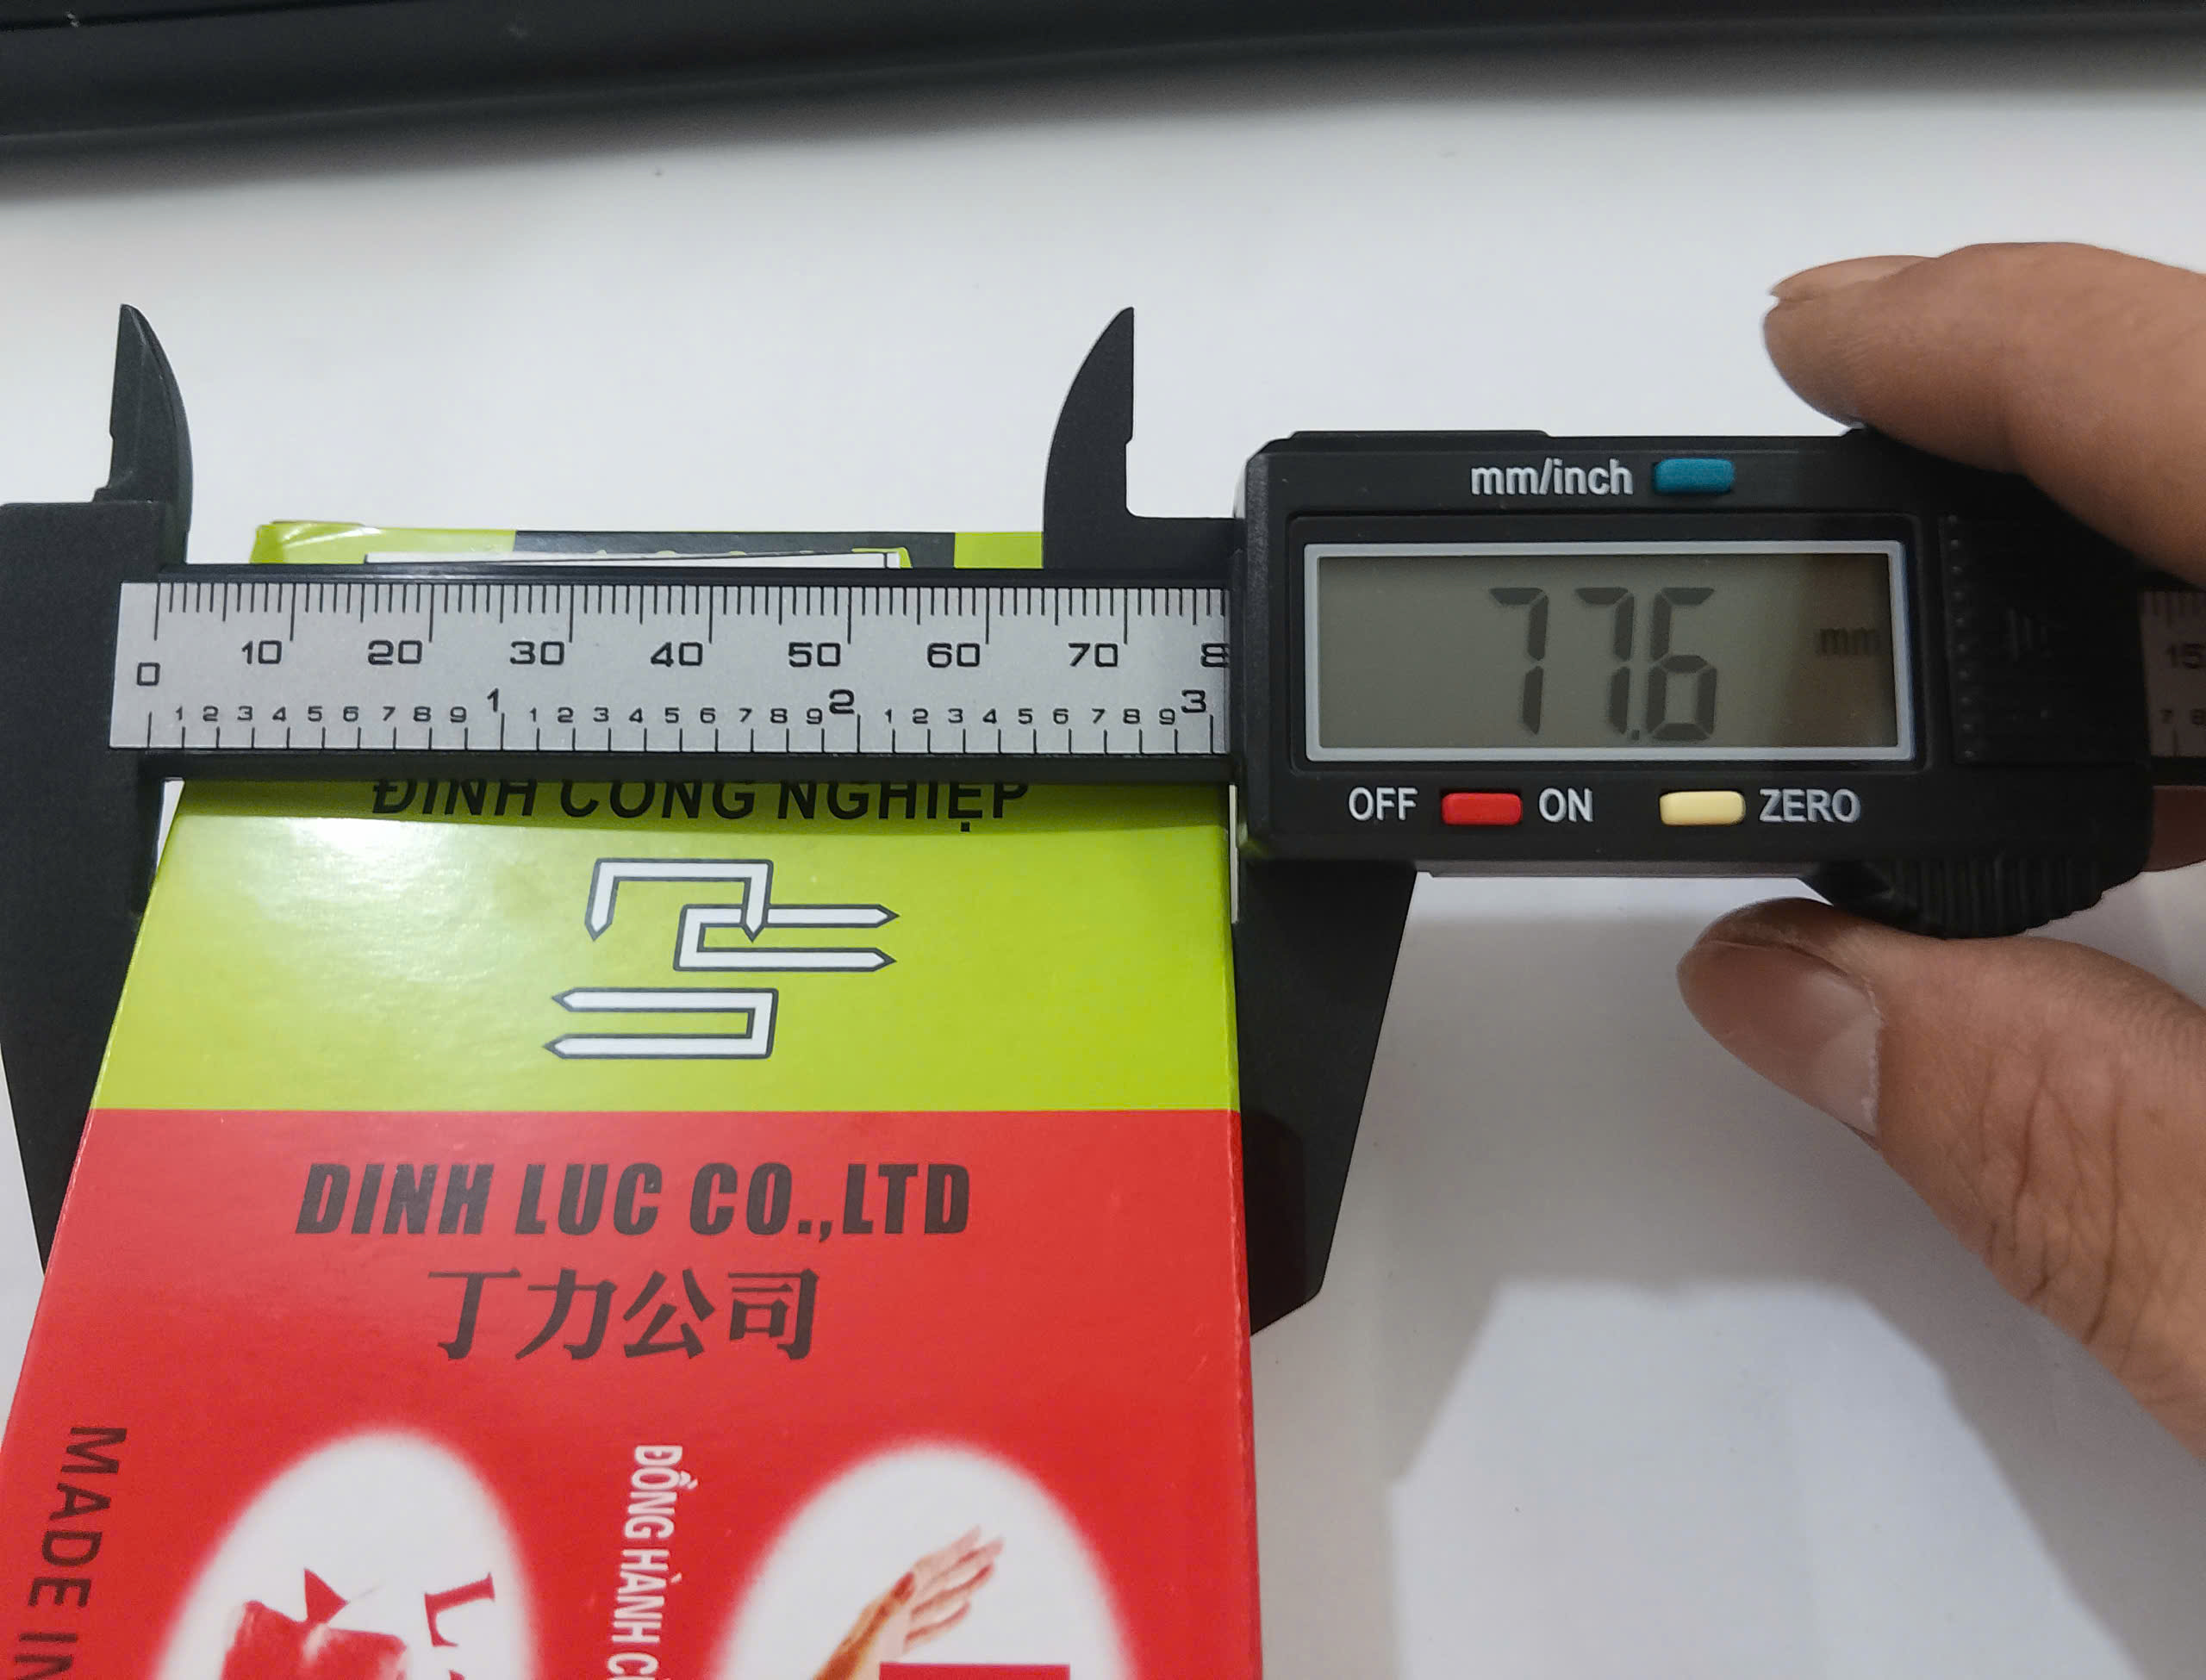 mm/inch
77.6 mm
OFF ON ZERO
0 10 20 30 40 50 60 70 8
1 2 3 4 5 6 7 8 9 1 1 2 3 4 5 6 7 8 9 2 1 2 3 4 5 6 7 8 9 3
15
ĐINH CÔNG NGHIỆP
DINH LUC CO.,LTD
丁力公司
MADE IN
ĐỒNG HÀNH